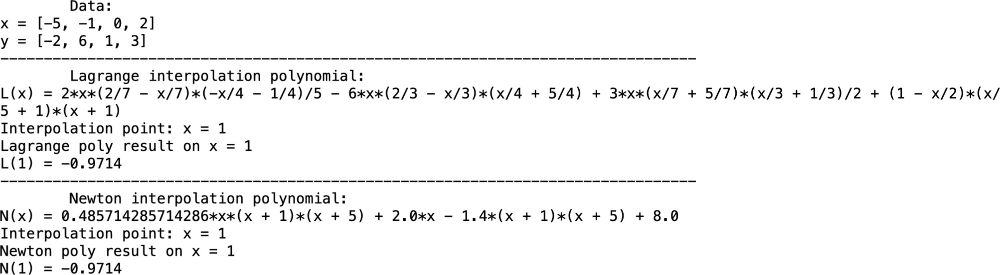 Data:
x = [-5, -1, 0, 2]
y = [-2, 6, 1, 3]
--------------------------------------------------------------------------------
Lagrange interpolation polynomial:
L(x) = 2*x*(2/7 - x/7)*(-x/4 - 1/4)/5 - 6*x*(2/3 - x/3)*(x/4 + 5/4) + 3*x*(x/7 + 5/7)*(x/3 + 1/3)/2 + (1 - x/2)*(x/
5 + 1)*(x + 1)
Interpolation point: x = 1
Lagrange poly result on x = 1
L(1) = -0.9714
--------------------------------------------------------------------------------
Newton interpolation polynomial:
N(x) = 0.485714285714286*x*(x + 1)*(x + 5) + 2.0*x - 1.4*(x + 1)*(x + 5) + 8.0
Interpolation point: x = 1
Newton poly result on x = 1
N(1) = -0.9714